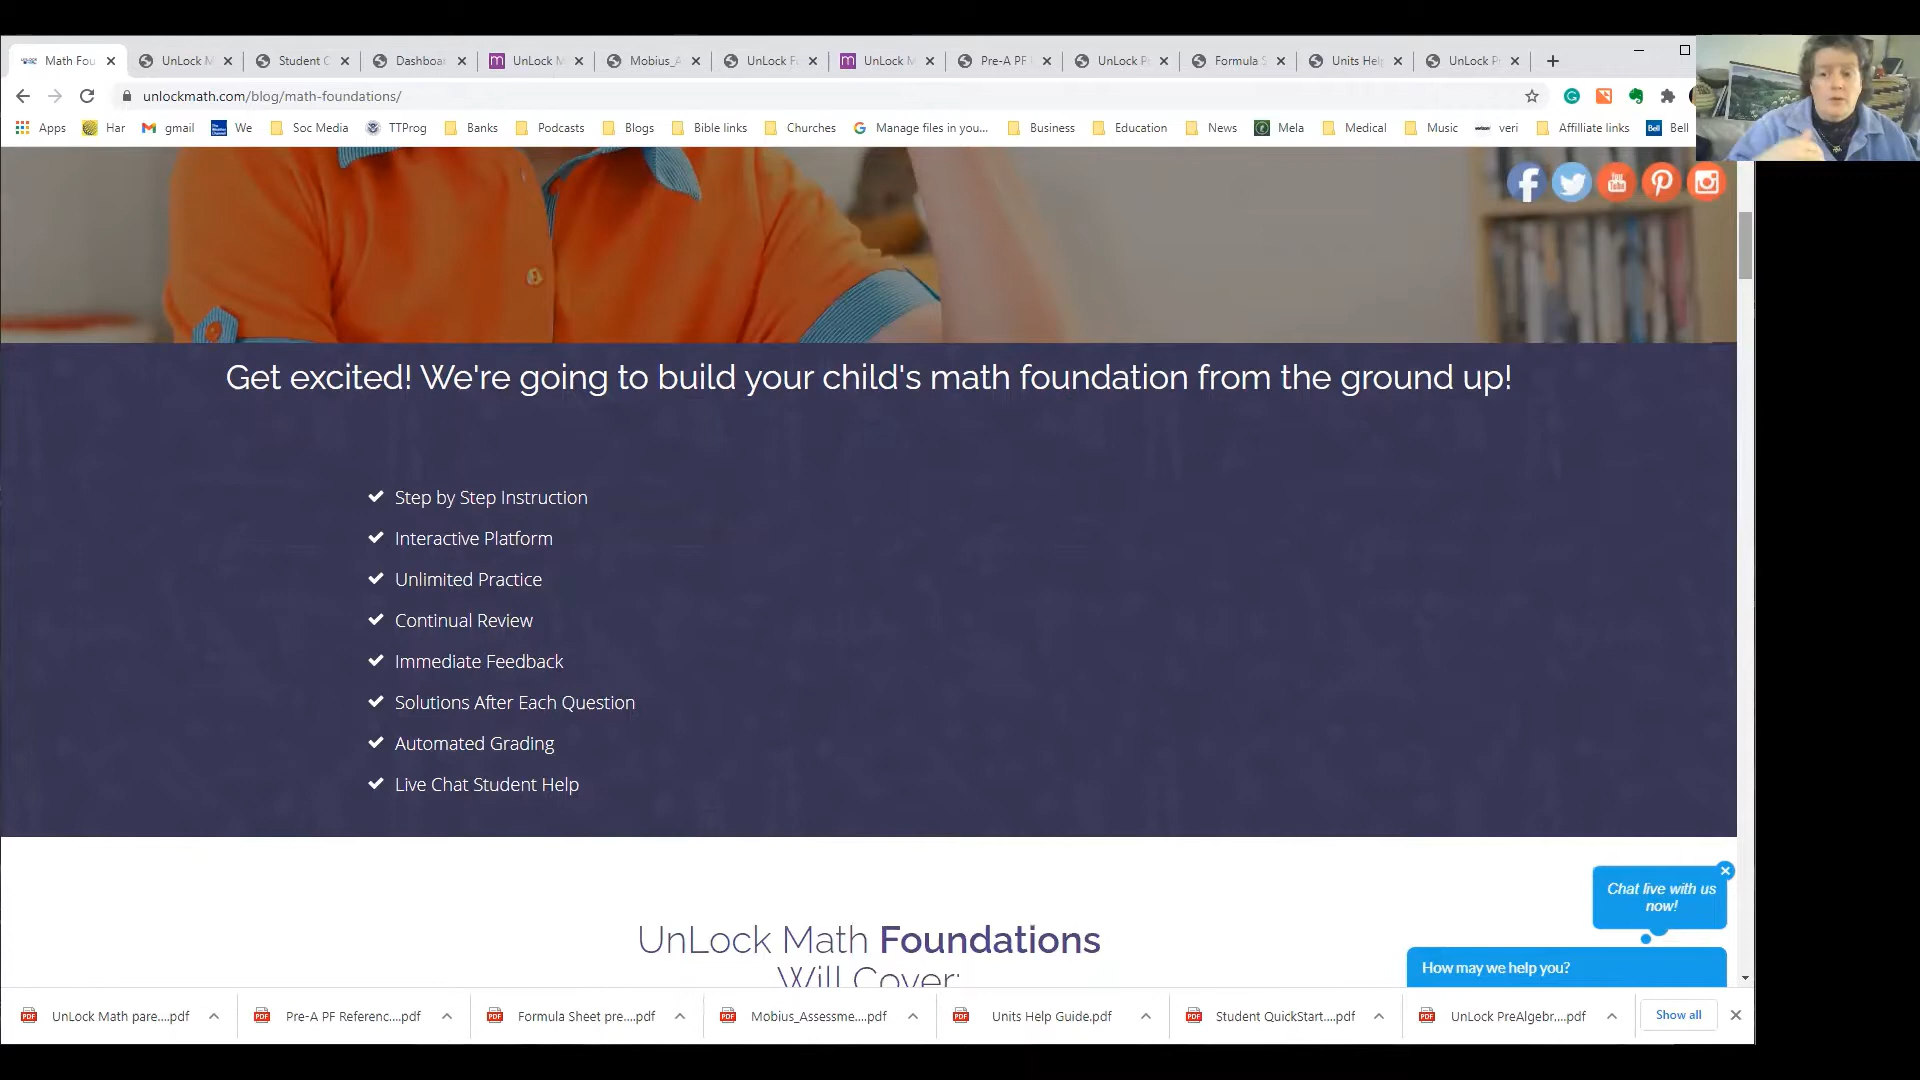 Math Fou
UnLock M
Student C
Dashboa
UnLock M
Mobius_A
UnLock F
UnLock M
Pre-A PF
UnLock P
Formula S
Units Hel
UnLock P
unlockmath.com/blog/math-foundations/
Apps
Har
gmail
We
Soc Media
TTProg
Banks
Podcasts
Blogs
Bible links
Churches
Manage files in you...
Business
Education
News
Mela
Medical
Music
veri
Affilliate links
Bell
Get excited! We're going to build your child's math foundation from the ground up!
Step by Step Instruction
Interactive Platform
Unlimited Practice
Continual Review
Immediate Feedback
Solutions After Each Question
Automated Grading
Live Chat Student Help
Chat live with us
now!
UnLock Math Foundations
Will Cover:
How may we help you?
UnLock Math pare....pdf
Pre-A PF Referenc....pdf
Formula Sheet pre....pdf
Mobius_Assessme....pdf
Units Help Guide.pdf
Student QuickStart....pdf
UnLock PreAlgebr....pdf
Show all